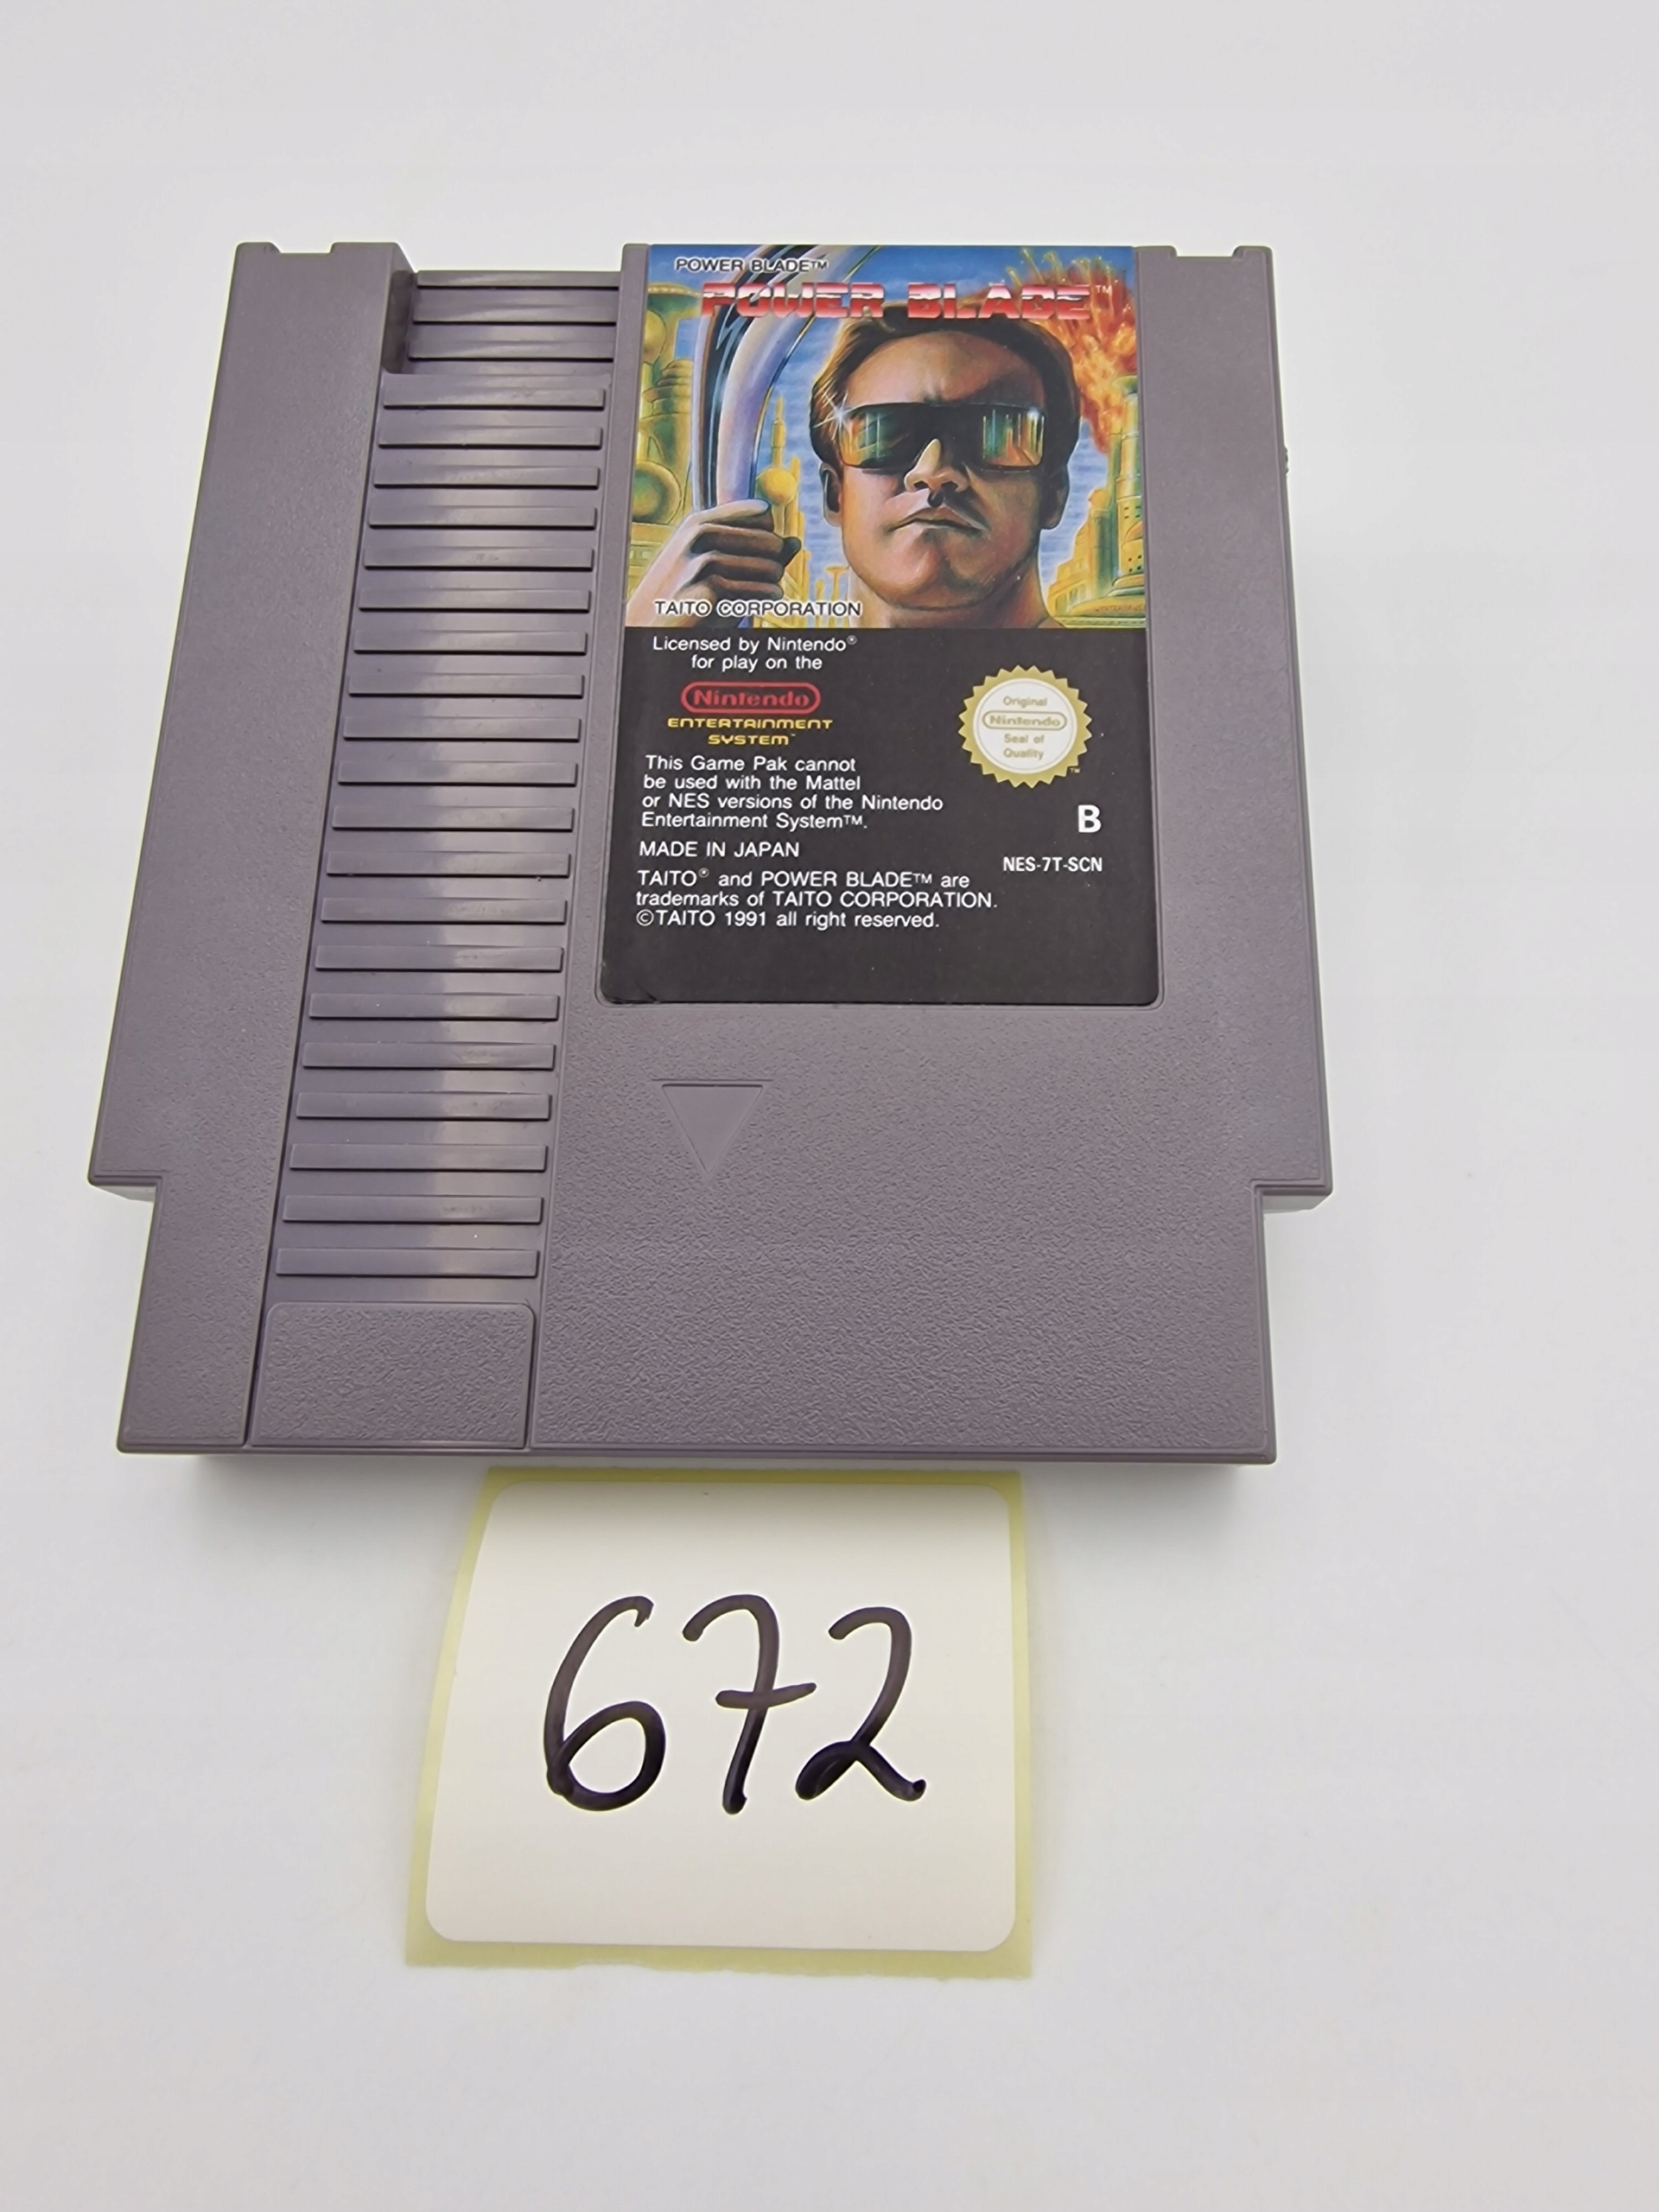 POWER BLADE™
POWER BLADE™
TAITO CORPORATION
Licensed by Nintendo®
for play on the
Nintendo
ENTERTAINMENT
SYSTEM™
Original
Nintendo
Seal of
Quality
™
This Game Pak cannot
be used with the Mattel
or NES versions of the Nintendo
Entertainment System™.
B
MADE IN JAPAN
NES-7T-SCN
TAITO® and POWER BLADE™ are
trademarks of TAITO CORPORATION.
©TAITO 1991 all right reserved.
672